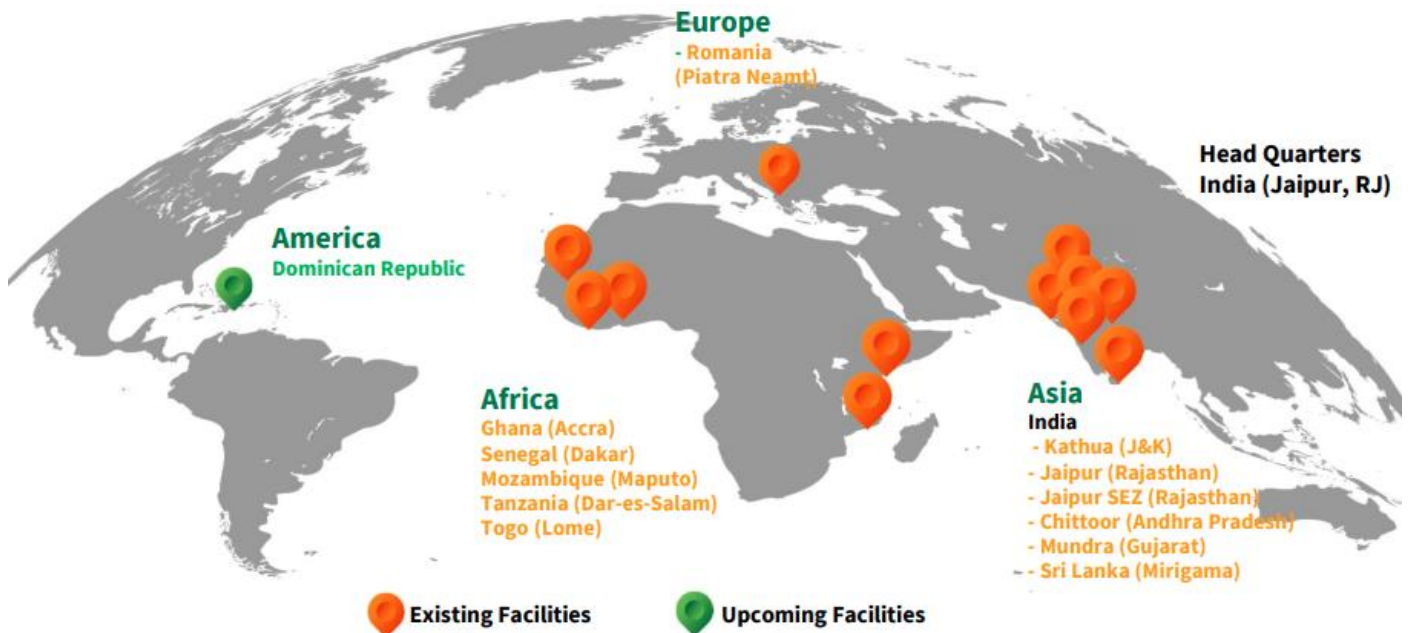 Europe
- Romania
(Piatra Neamt)
Head Quarters
India (Jaipur, RJ)
America
Dominican Republic
Africa
Ghana (Accra)
Senegal (Dakar)
Mozambique (Maputo)
Tanzania (Dar-es-Salam)
Togo (Lome)
Asia
India
- Kathua (J&K)
- Jaipur (Rajasthan)
- Jaipur SEZ (Rajasthan)
- Chittoor (Andhra Pradesh)
- Mundra (Gujarat)
- Sri Lanka (Mirigama)
Existing Facilities
Upcoming Facilities